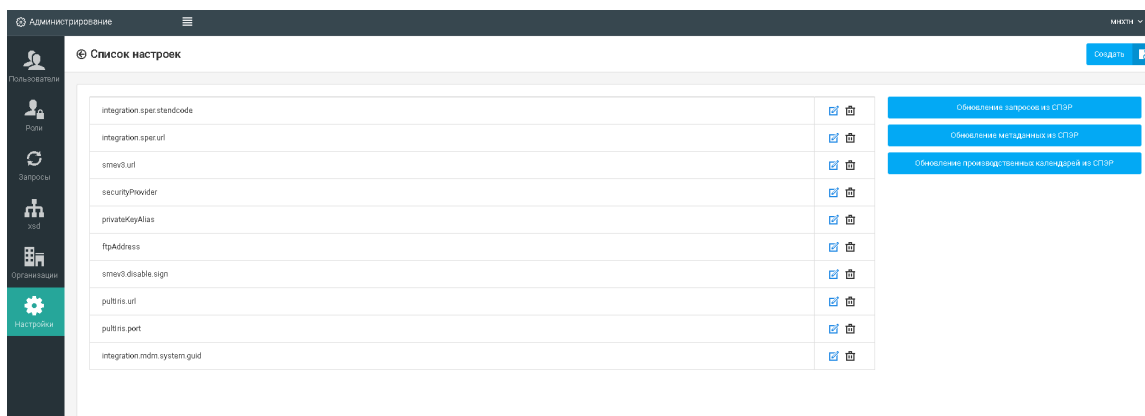 Администрирование
мнхтн
Список настроек
Создать
Пользователи
Роли
Запросы
xsd
Организации
Настройки
integration.sper.stendcode
integration.sper.url
smev3.url
securityProvider
privateKeyAlias
ftpAddress
smev3.disable.sign
pultIris.url
pultIris.port
integration.mdm.system.guid
Обновление запросов из СПЭР
Обновление метаданных из СПЭР
Обновление производственных календарей из СПЭР